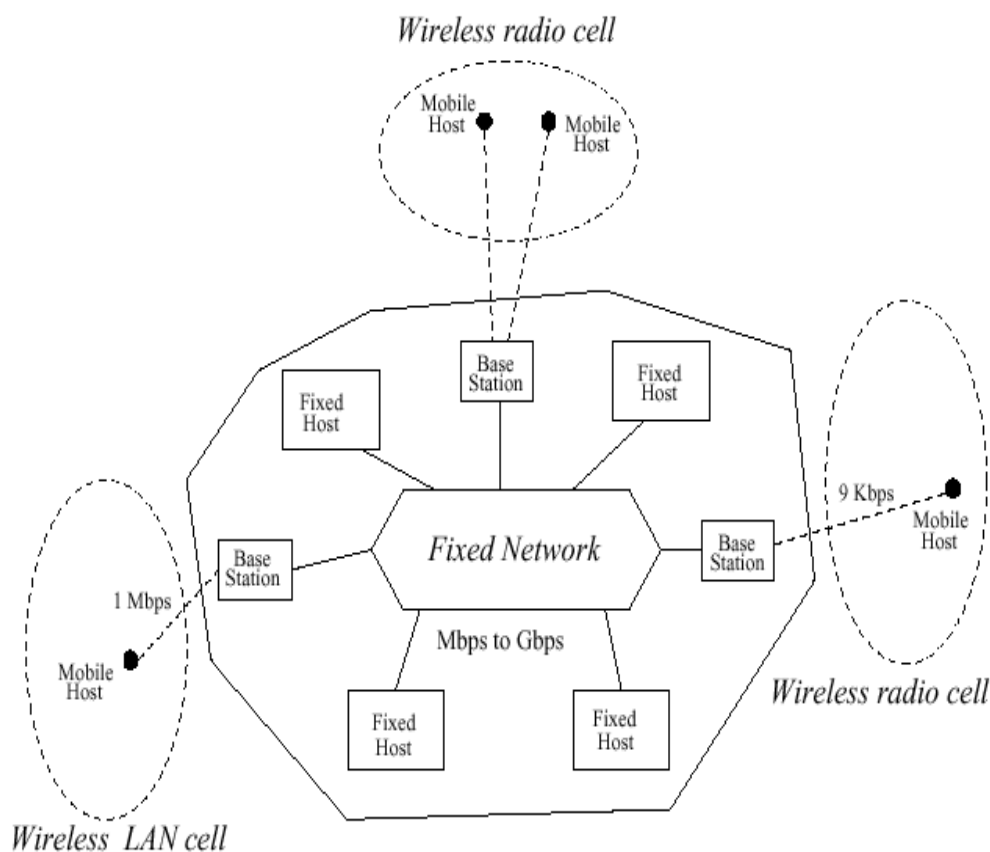 Wireless radio cell
Mobile
Host
Mobile
Host
Base
Station
Fixed
Host
Fixed
Host
9 Kbps
Mobile
Host
Fixed Network
Base
Station
Base
Station
1 Mbps
Mbps to Gbps
Mobile
Host
Wireless radio cell
Fixed
Host
Fixed
Host
Wireless LAN cell